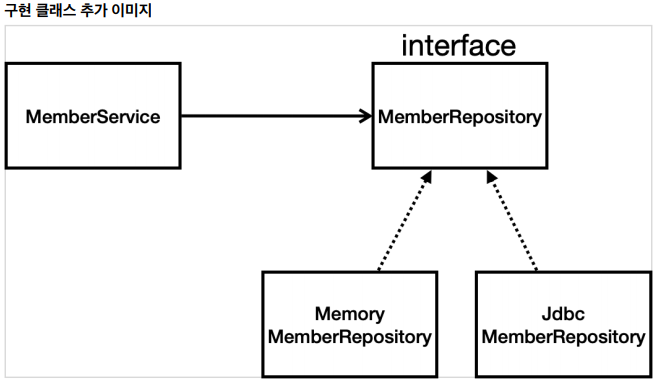 구현 클래스 추가 이미지
interface
MemberService
MemberRepository
Memory
MemberRepository
Jdbc
MemberRepository